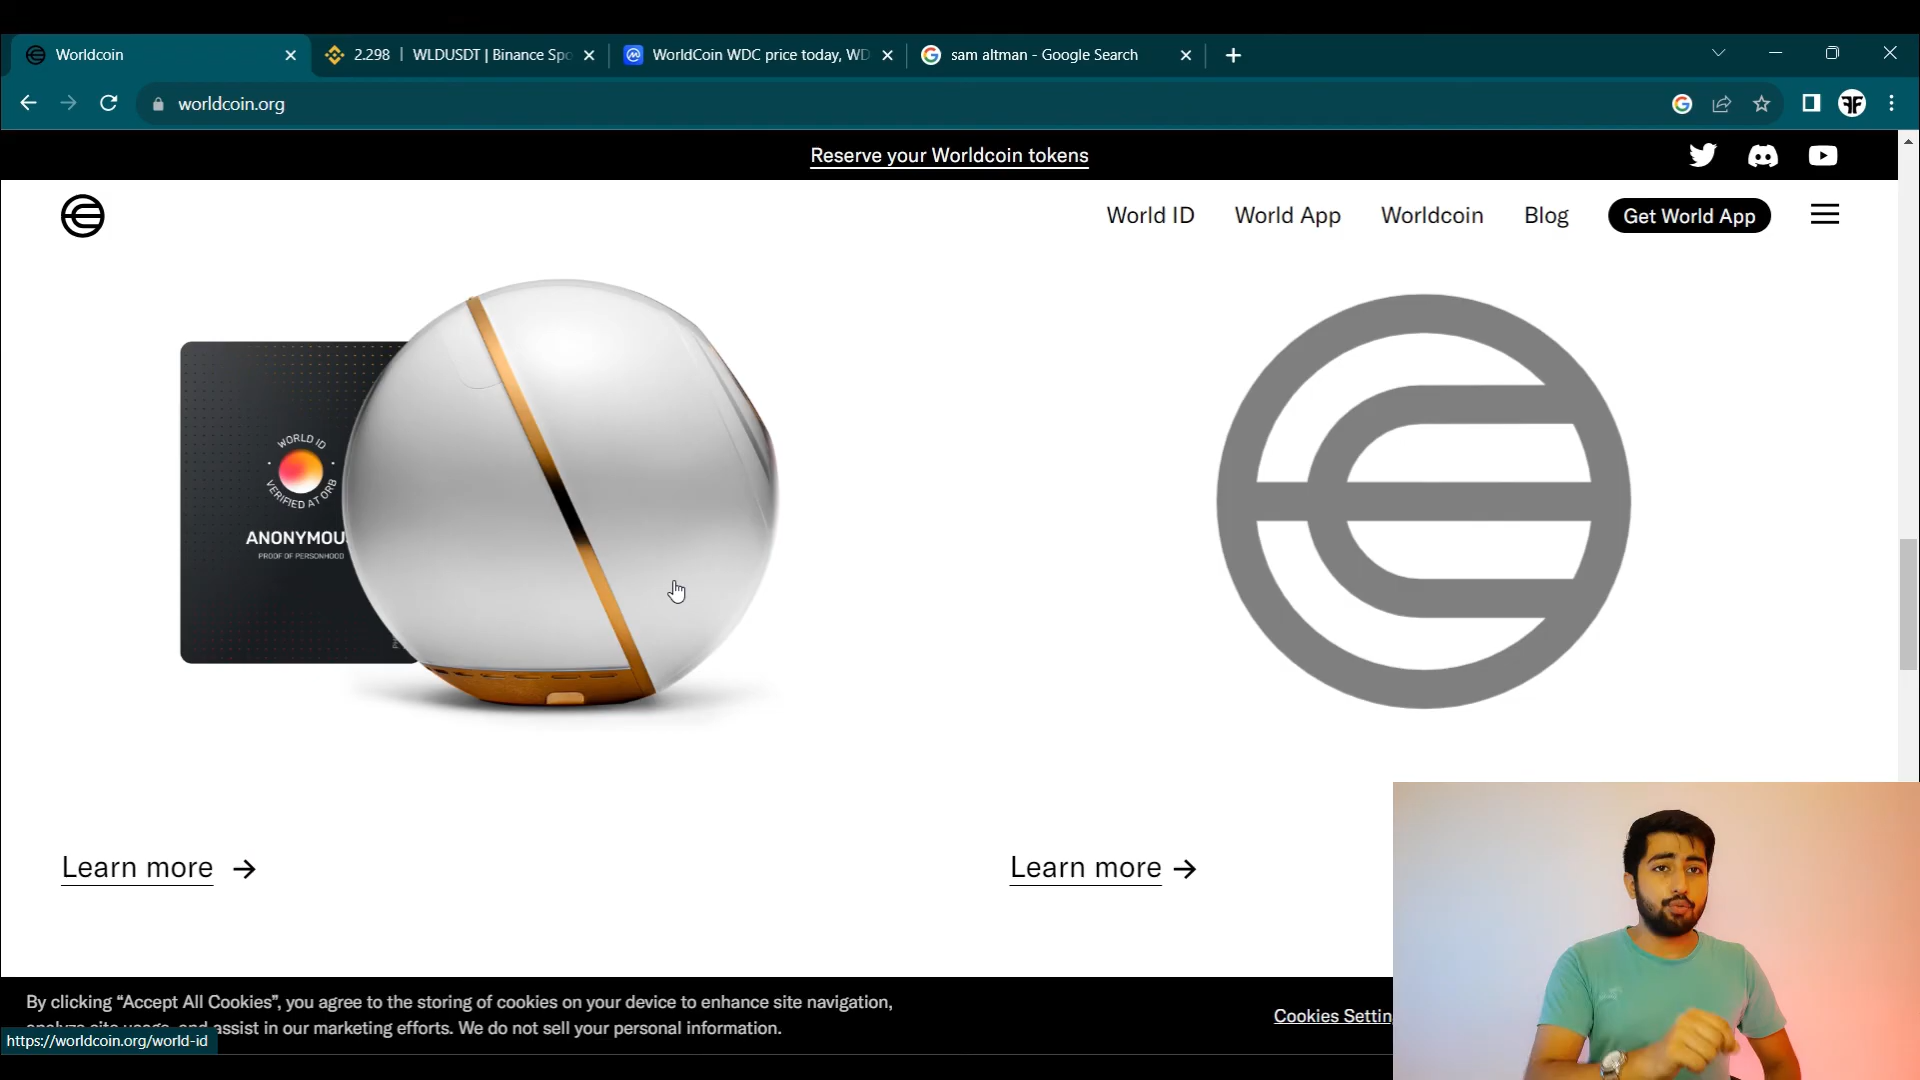 Worldcoin
2.298 | WLDUSDT | Binance Spo
WorldCoin WDC price today, WD
sam altman - Google Search
worldcoin.org
Reserve your Worldcoin tokens
World ID
World App
Worldcoin
Blog
Get World App
WORLD ID
VERIFIED AT ORB
ANONYMOU
PROOF OF PERSONHOOD
Learn more →
Learn more →
By clicking “Accept All Cookies”, you agree to the storing of cookies on your device to enhance site navigation,
and assist in our marketing efforts. We do not sell your personal information.
Cookies Settin
https://worldcoin.org/world-id